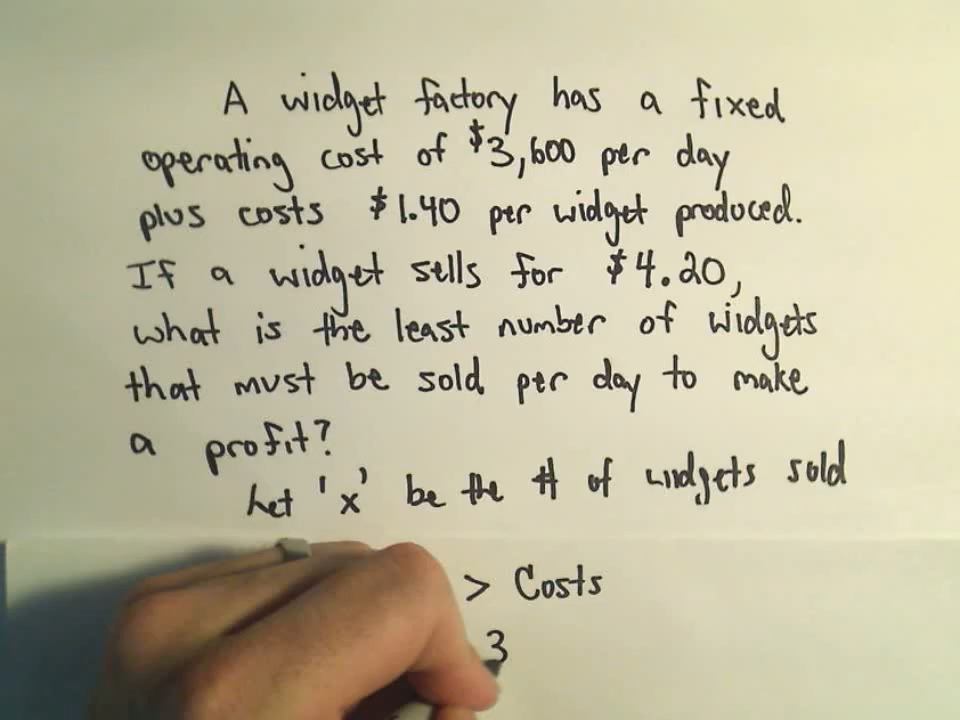 A widget factory has a fixed
operating cost of $3,600 per day
plus costs $1.40 per widget produced.
If a widget sells for $4.20,
what is the least number of widgets
that must be sold per day to make
a profit?
Let 'x' be the # of widgets sold
> Costs
3